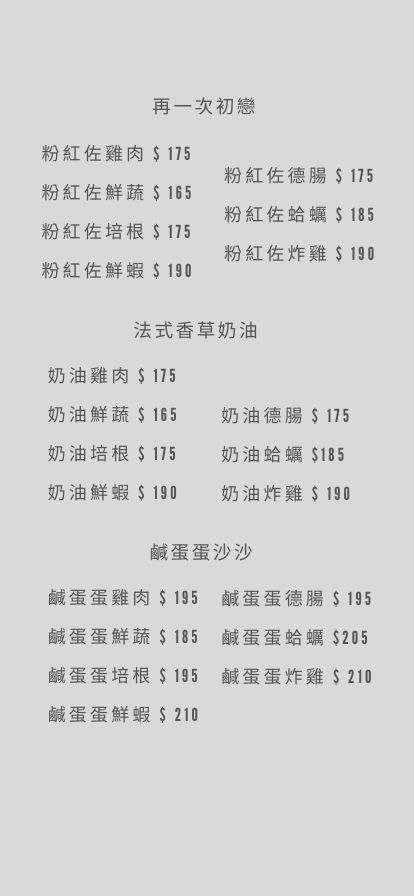 再一次初戀
粉紅佐雞肉 $ 175
粉紅佐鮮蔬 $ 165
粉紅佐培根 $ 175
粉紅佐鮮蝦 $ 190
粉紅佐德腸 $ 175
粉紅佐蛤蠣 $ 185
粉紅佐炸雞 $ 190
法式香草奶油
奶油雞肉 $ 175
奶油鮮蔬 $ 165
奶油培根 $ 175
奶油鮮蝦 $ 190
奶油德腸 $ 175
奶油蛤蠣 $185
奶油炸雞 $ 190
鹹蛋蛋沙沙
鹹蛋蛋雞肉 $ 195
鹹蛋蛋鮮蔬 $ 185
鹹蛋蛋培根 $ 195
鹹蛋蛋鮮蝦 $ 210
鹹蛋蛋德腸 $ 195
鹹蛋蛋蛤蠣 $205
鹹蛋蛋炸雞 $ 210